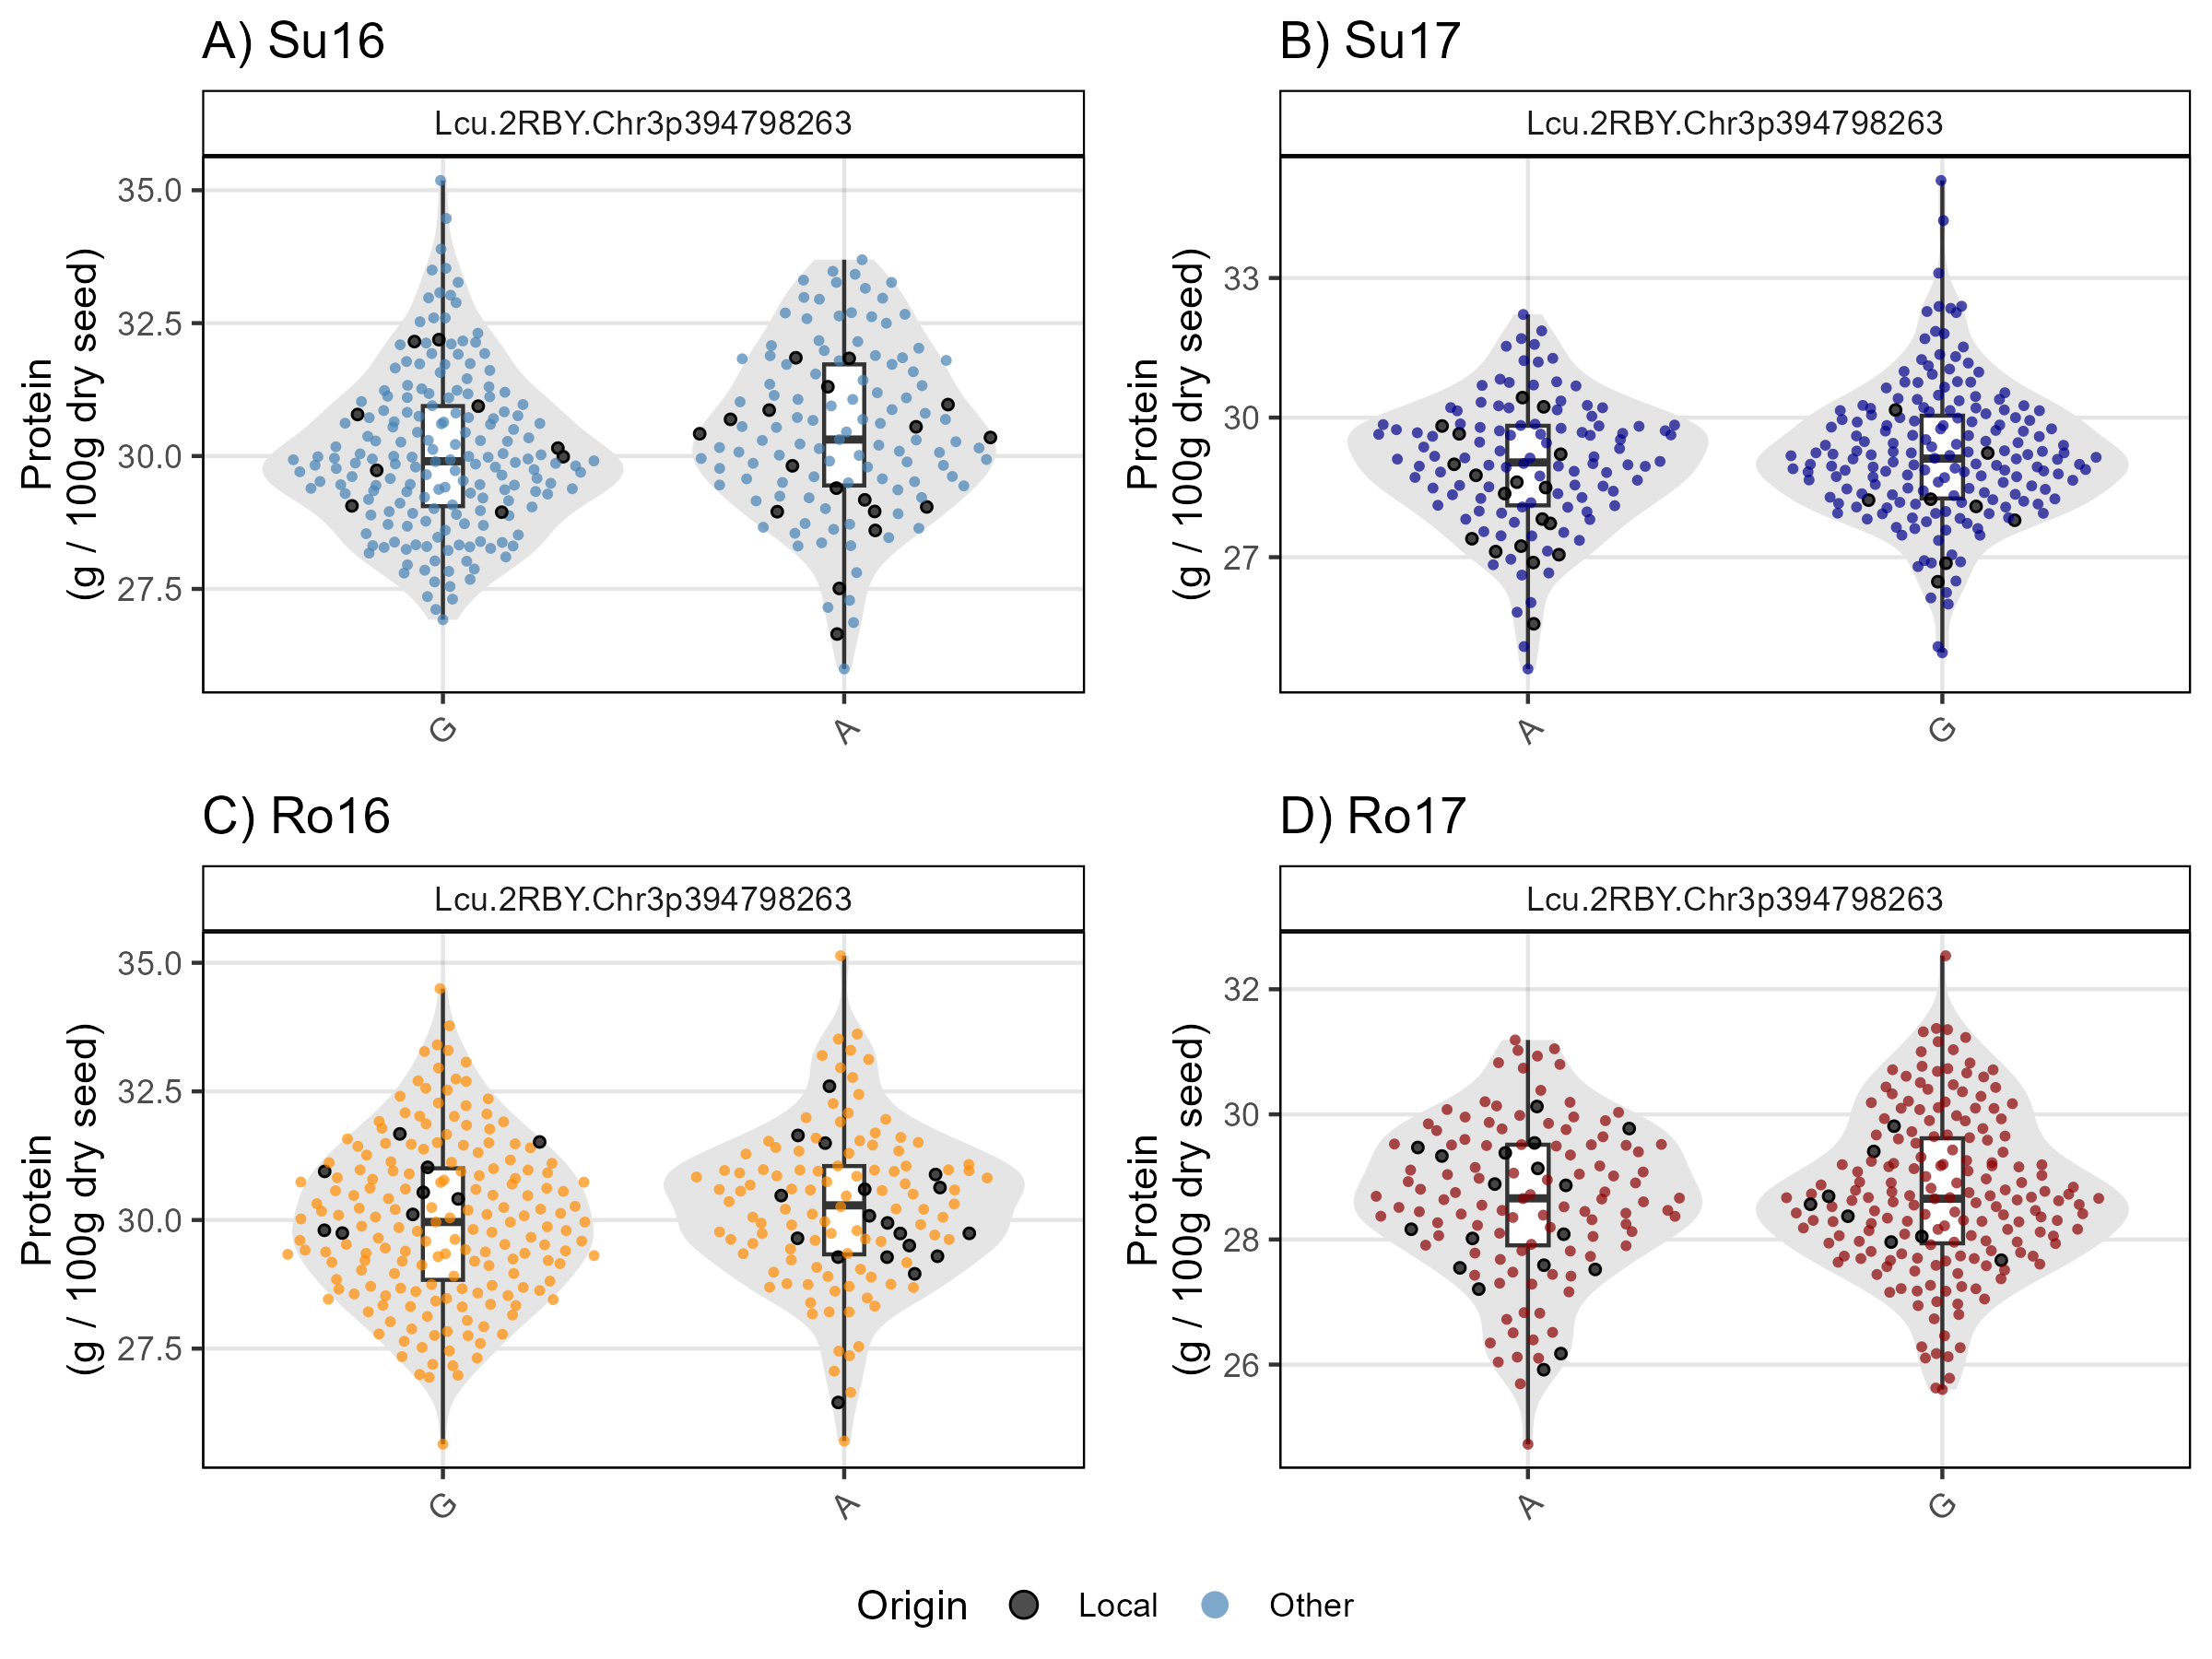 A) Su16
Lcu.2RBY.Chr3p394798263
Protein
(g / 100g dry seed)
35.0
32.5
30.0
27.5
G
A
B) Su17
Lcu.2RBY.Chr3p394798263
Protein
(g / 100g dry seed)
33
30
27
A
G
C) Ro16
Lcu.2RBY.Chr3p394798263
Protein
(g / 100g dry seed)
35.0
32.5
30.0
27.5
G
A
D) Ro17
Lcu.2RBY.Chr3p394798263
Protein
(g / 100g dry seed)
32
30
28
26
A
G
Origin Local Other